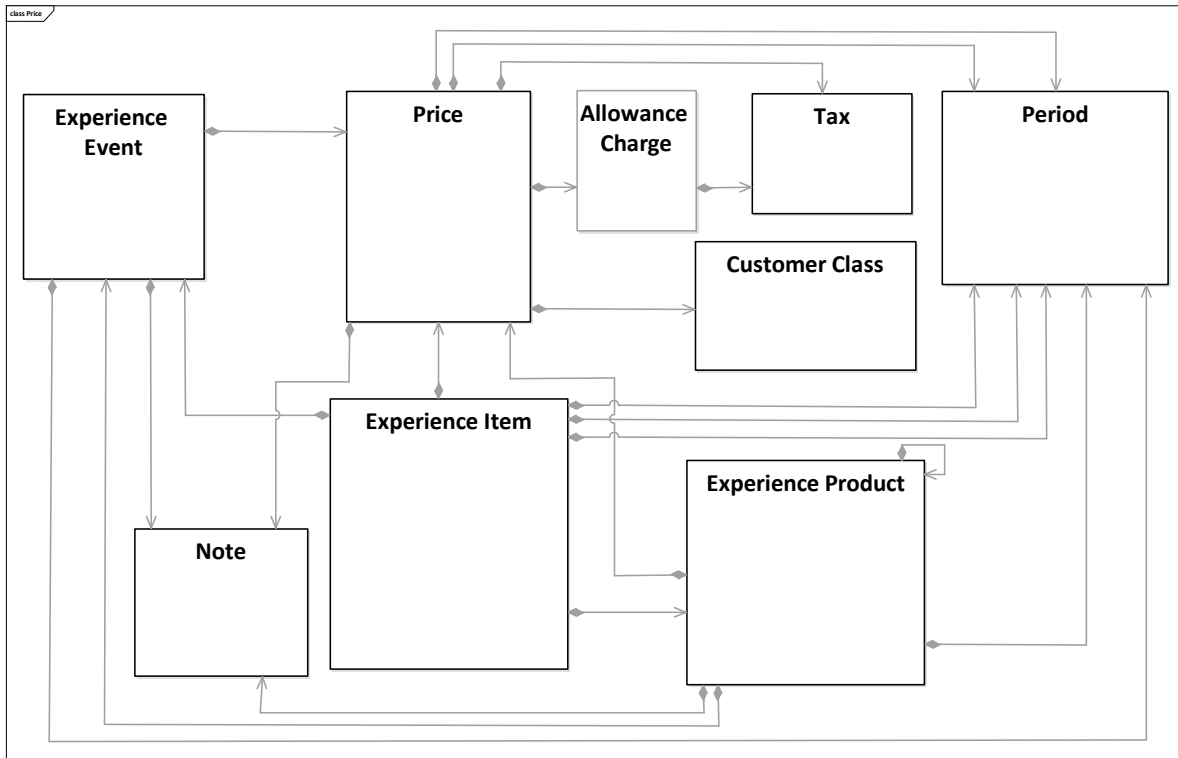 class Price
Experience
Event
Price
Allowance
Charge
Tax
Period
Customer Class
Experience Item
Experience Product
Note